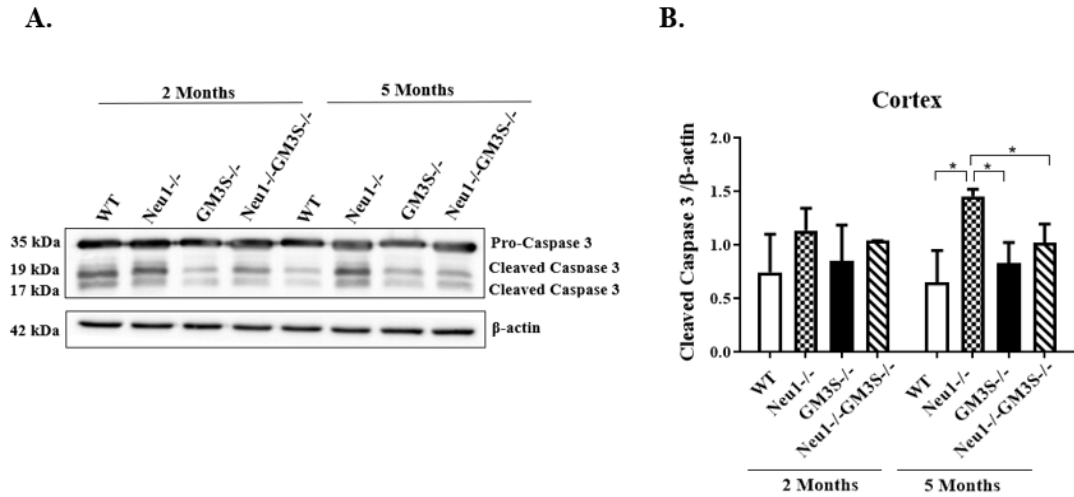 A.
2 Months 5 Months
WT Neu1-/- GM3S-/- Neu1-/-GM3S-/- WT Neu1-/- GM3S-/- Neu1-/-GM3S-/-
35 kDa Pro-Caspase 3
19 kDa Cleaved Caspase 3
17 kDa Cleaved Caspase 3
42 kDa β-actin
B.
Cortex
Cleaved Caspase 3 /β-actin
2.0
1.5
1.0
0.5
0.0
*
* *
WT Neu1-/- GM3S-/- Neu1-/-GM3S-/- WT Neu1-/- GM3S-/- Neu1-/-GM3S-/-
2 Months 5 Months